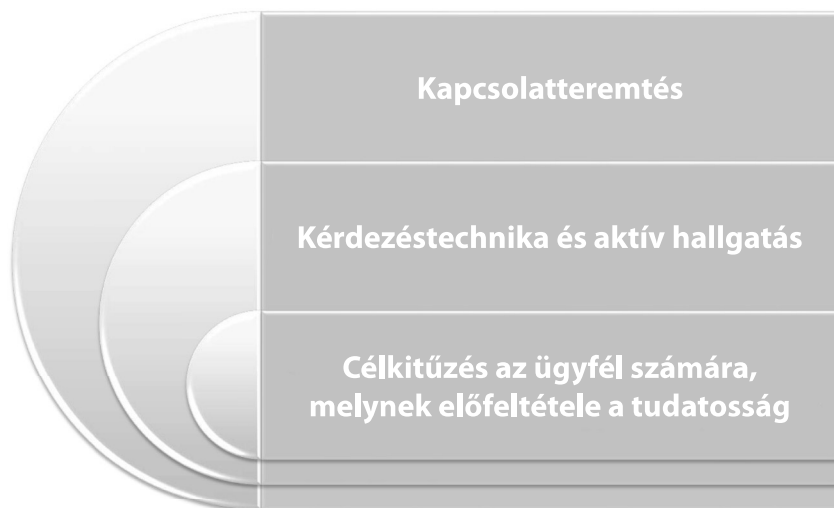 Kapcsolatteremtés
Kérdezéstechnika és aktív hallgatás
Célkitűzés az ügyfél számára,
melynek előfeltétele a tudatosság